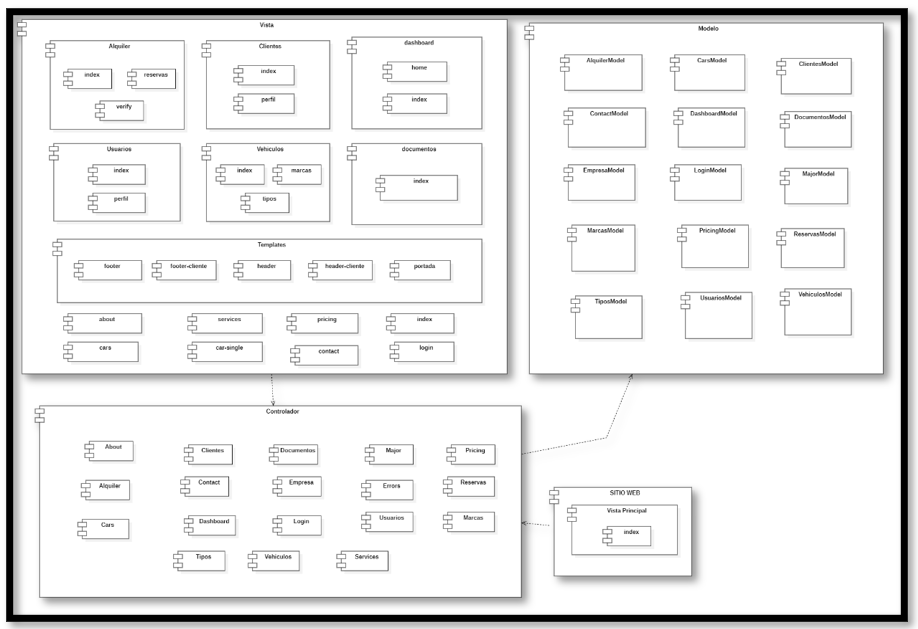 Vista
Alquiler
index
reservas
verify
Clientes
index
perfil
dashboard
home
index
Usuarios
index
perfil
Vehiculos
index
marcas
tipos
documentos
index
Templates
footer
footer-cliente
header
header-cliente
portada
about
services
pricing
index
cars
car-single
contact
login
Modelo
AlquilerModel
CarsModel
ClientesModel
ContactModel
DashboardModel
DocumentosModel
EmpresaModel
LoginModel
MajorModel
MarcasModel
PricingModel
ReservasModel
TiposModel
UsuariosModel
VehiculosModel
Controlador
About
Clientes
Documentos
Major
Pricing
Alquiler
Contact
Empresa
Errors
Reservas
Cars
Dashboard
Login
Usuarios
Marcas
Tipos
Vehiculos
Services
SITIO WEB
Vista Principal
index